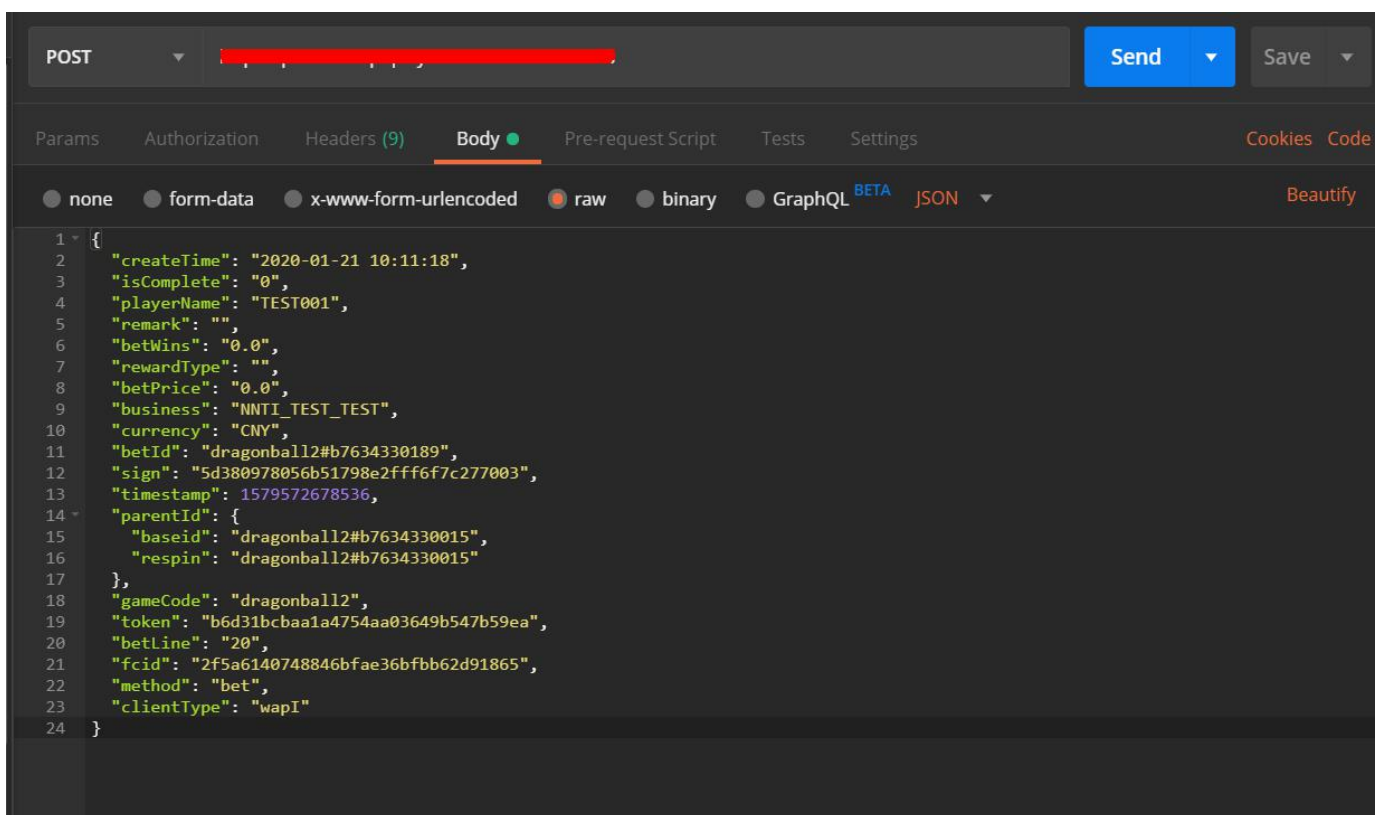 POST Send Save
Params Authorization Headers (9) Body Pre-request Script Tests Settings Cookies Code
none form-data x-www-form-urlencoded raw binary GraphQL BETA JSON Beautify
1 {
2 "createTime": "2020-01-21 10:11:18",
3 "isComplete": "0",
4 "playerName": "TEST001",
5 "remark": "",
6 "betWins": "0.0",
7 "rewardType": "",
8 "betPrice": "0.0",
9 "business": "NNTI_TEST_TEST",
10 "currency": "CNY",
11 "betId": "dragonball2#b7634330189",
12 "sign": "5d380978056b51798e2fff6f7c277003",
13 "timestamp": 1579572678536,
14 "parentId": {
15 "baseid": "dragonball2#b7634330015",
16 "respin": "dragonball2#b7634330015"
17 },
18 "gameCode": "dragonball2",
19 "token": "b6d31bcbaa1a4754aa03649b547b59ea",
20 "betLine": "20",
21 "fcid": "2f5a6140748846bfae36bfbb62d91865",
22 "method": "bet",
23 "clientType": "wapI"
24 }